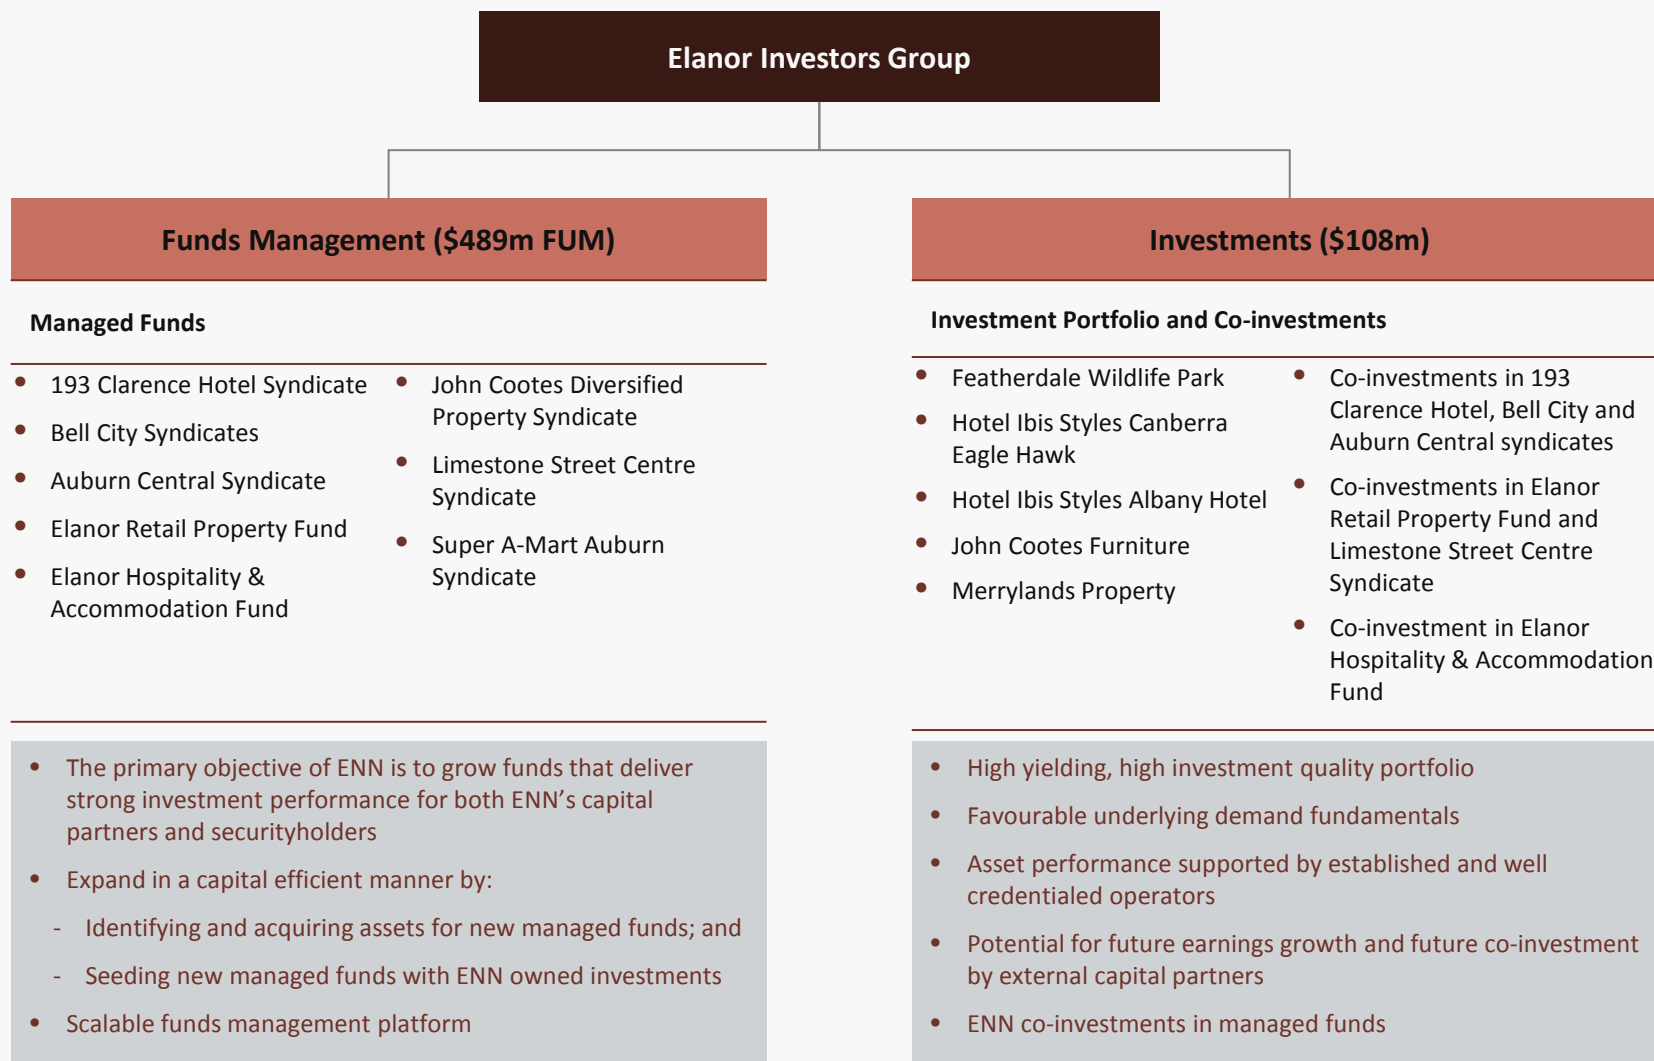 Elanor Investors Group
Funds Management ($489m FUM)
Managed Funds
• 193 Clarence Hotel Syndicate
• Bell City Syndicates
• Auburn Central Syndicate
• Elanor Retail Property Fund
• Elanor Hospitality &
Accommodation Fund
• John Cootes Diversified
Property Syndicate
• Limestone Street Centre
Syndicate
• Super A-Mart Auburn
Syndicate
• The primary objective of ENN is to grow funds that deliver
strong investment performance for both ENN’s capital
partners and securityholders
• Expand in a capital efficient manner by:
- Identifying and acquiring assets for new managed funds; and
- Seeding new managed funds with ENN owned investments
• Scalable funds management platform
Investments ($108m)
Investment Portfolio and Co-investments
• Featherdale Wildlife Park
• Hotel Ibis Styles Canberra
Eagle Hawk
• Hotel Ibis Styles Albany Hotel
• John Cootes Furniture
• Merrylands Property
• Co-investments in 193
Clarence Hotel, Bell City and
Auburn Central syndicates
• Co-investments in Elanor
Retail Property Fund and
Limestone Street Centre
Syndicate
• Co-investment in Elanor
Hospitality & Accommodation
Fund
• High yielding, high investment quality portfolio
• Favourable underlying demand fundamentals
• Asset performance supported by established and well
credentialed operators
• Potential for future earnings growth and future co-investment
by external capital partners
• ENN co-investments in managed funds